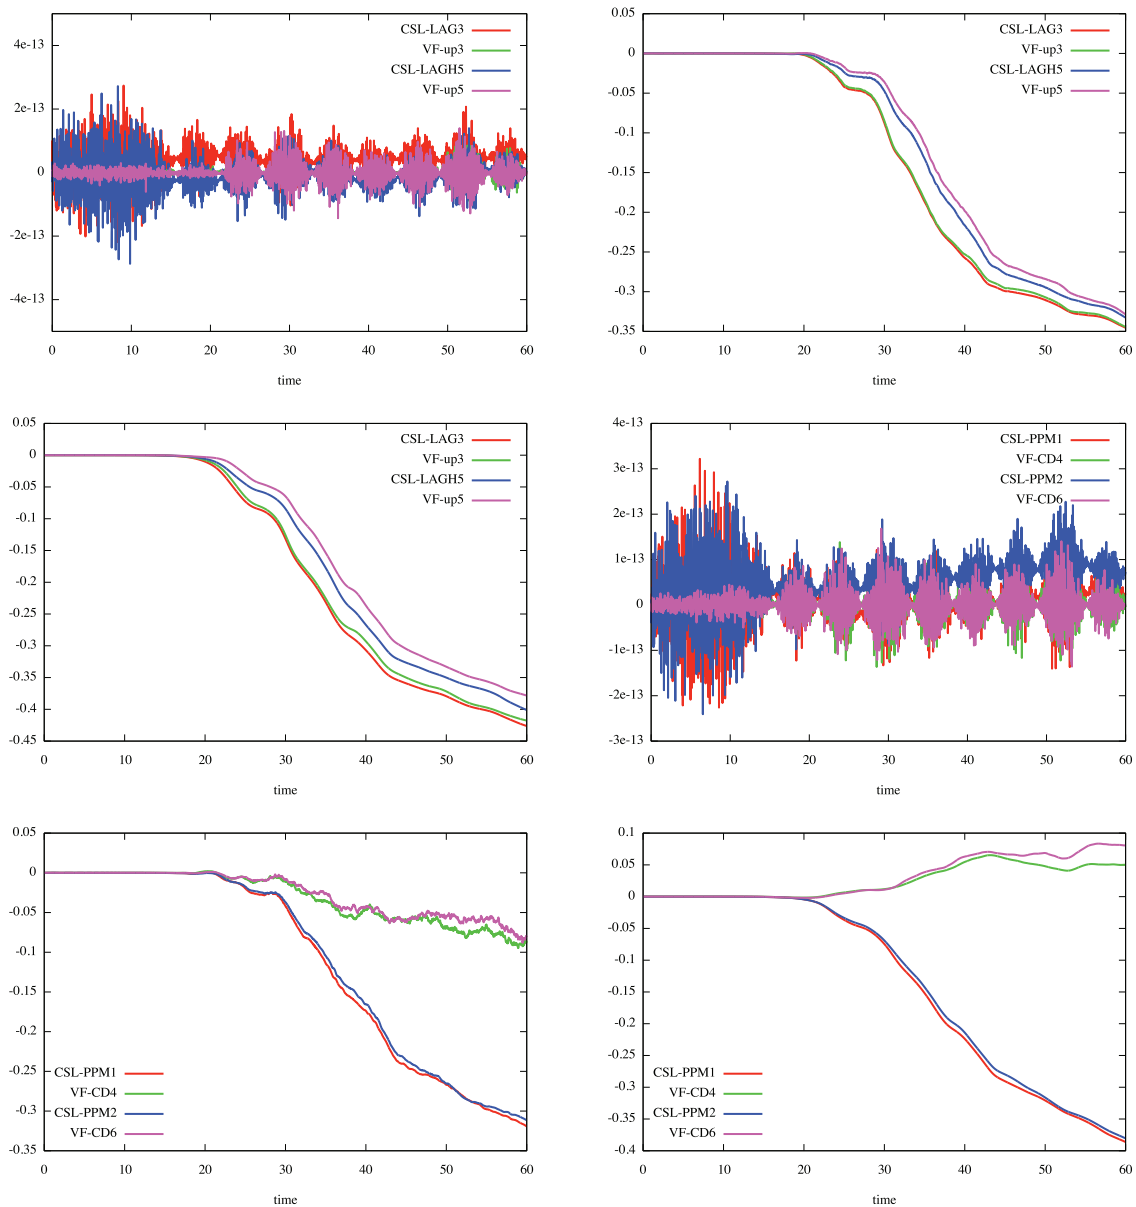 4e-13
2e-13
0
-2e-13
-4e-13
0 10 20 30 40 50 60
time
CSL-LAG3
VF-up3
CSL-LAGH5
VF-up5
0.05
0
-0.05
-0.1
-0.15
-0.2
-0.25
-0.3
-0.35
0 10 20 30 40 50 60
time
CSL-LAG3
VF-up3
CSL-LAGH5
VF-up5
0.05
0
-0.05
-0.1
-0.15
-0.2
-0.25
-0.3
-0.35
-0.4
-0.45
0 10 20 30 40 50 60
time
CSL-LAG3
VF-up3
CSL-LAGH5
VF-up5
4e-13
3e-13
2e-13
1e-13
0
-1e-13
-2e-13
-3e-13
0 10 20 30 40 50 60
time
CSL-PPM1
VF-CD4
CSL-PPM2
VF-CD6
0.05
0
-0.05
-0.1
-0.15
-0.2
-0.25
-0.3
-0.35
0 10 20 30 40 50 60
time
CSL-PPM1
VF-CD4
CSL-PPM2
VF-CD6
0.1
0.05
0
-0.05
-0.1
-0.15
-0.2
-0.25
-0.3
-0.35
-0.4
0 10 20 30 40 50 60
time
CSL-PPM1
VF-CD4
CSL-PPM2
VF-CD6